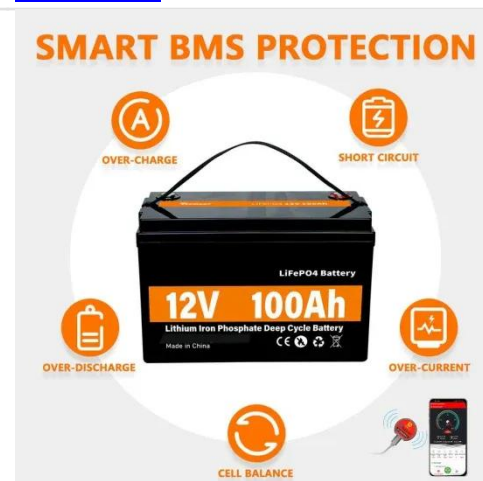 SMART BMS PROTECTION
OVER-CHARGE
SHORT CIRCUIT
LiFePO4 Battery
12V 100Ah
Lithium Iron Phosphate Deep Cycle Battery
Made in China
CE
OVER-DISCHARGE
OVER-CURRENT
CELL BALANCE